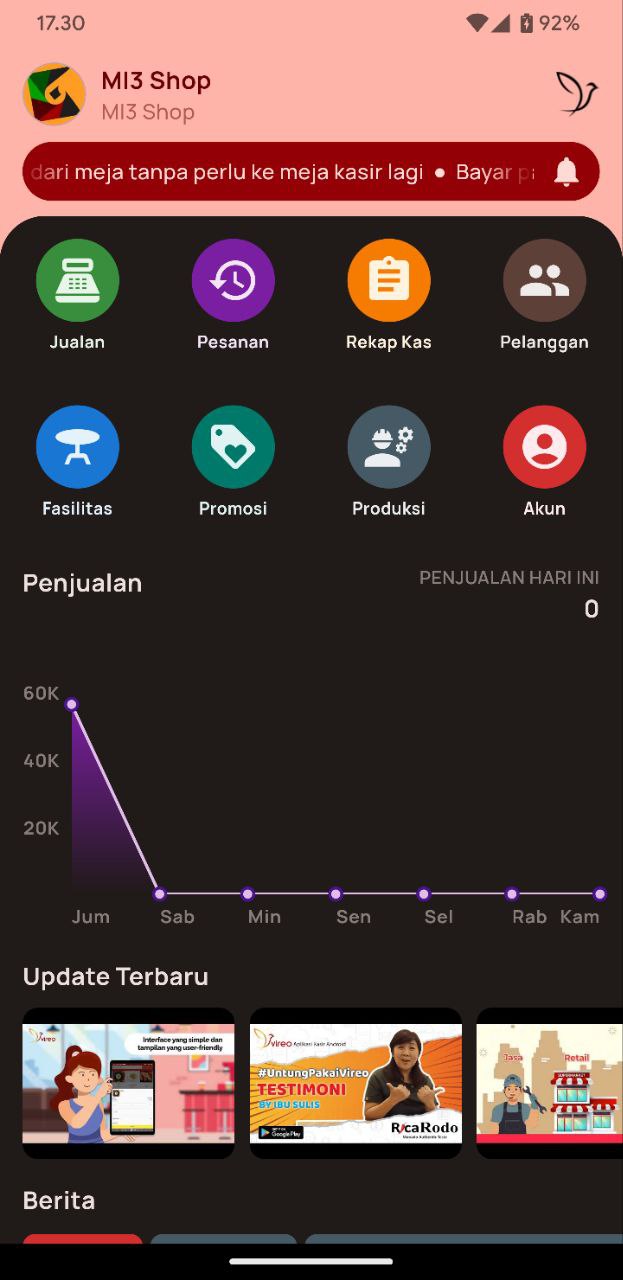 17.30
92%
MI3 Shop
MI3 Shop
dari meja tanpa perlu ke meja kasir lagi • Bayar pa
Jualan
Pesanan
Rekap Kas
Pelanggan
Fasilitas
Promosi
Produksi
Akun
Penjualan
PENJUALAN HARI INI
0
60K
40K
20K
Jum Sab Min Sen Sel Rab Kam
Update Terbaru
vireo
Interface yang simple dan
tampilan yang user-friendly
vireo Aplikasi Kasir Android
#UntungPakaiVireo
TESTIMONI
BY IBU SULIS
Google Play
RicaRodo
Jasa
Retail
SUPERMARKET
Berita